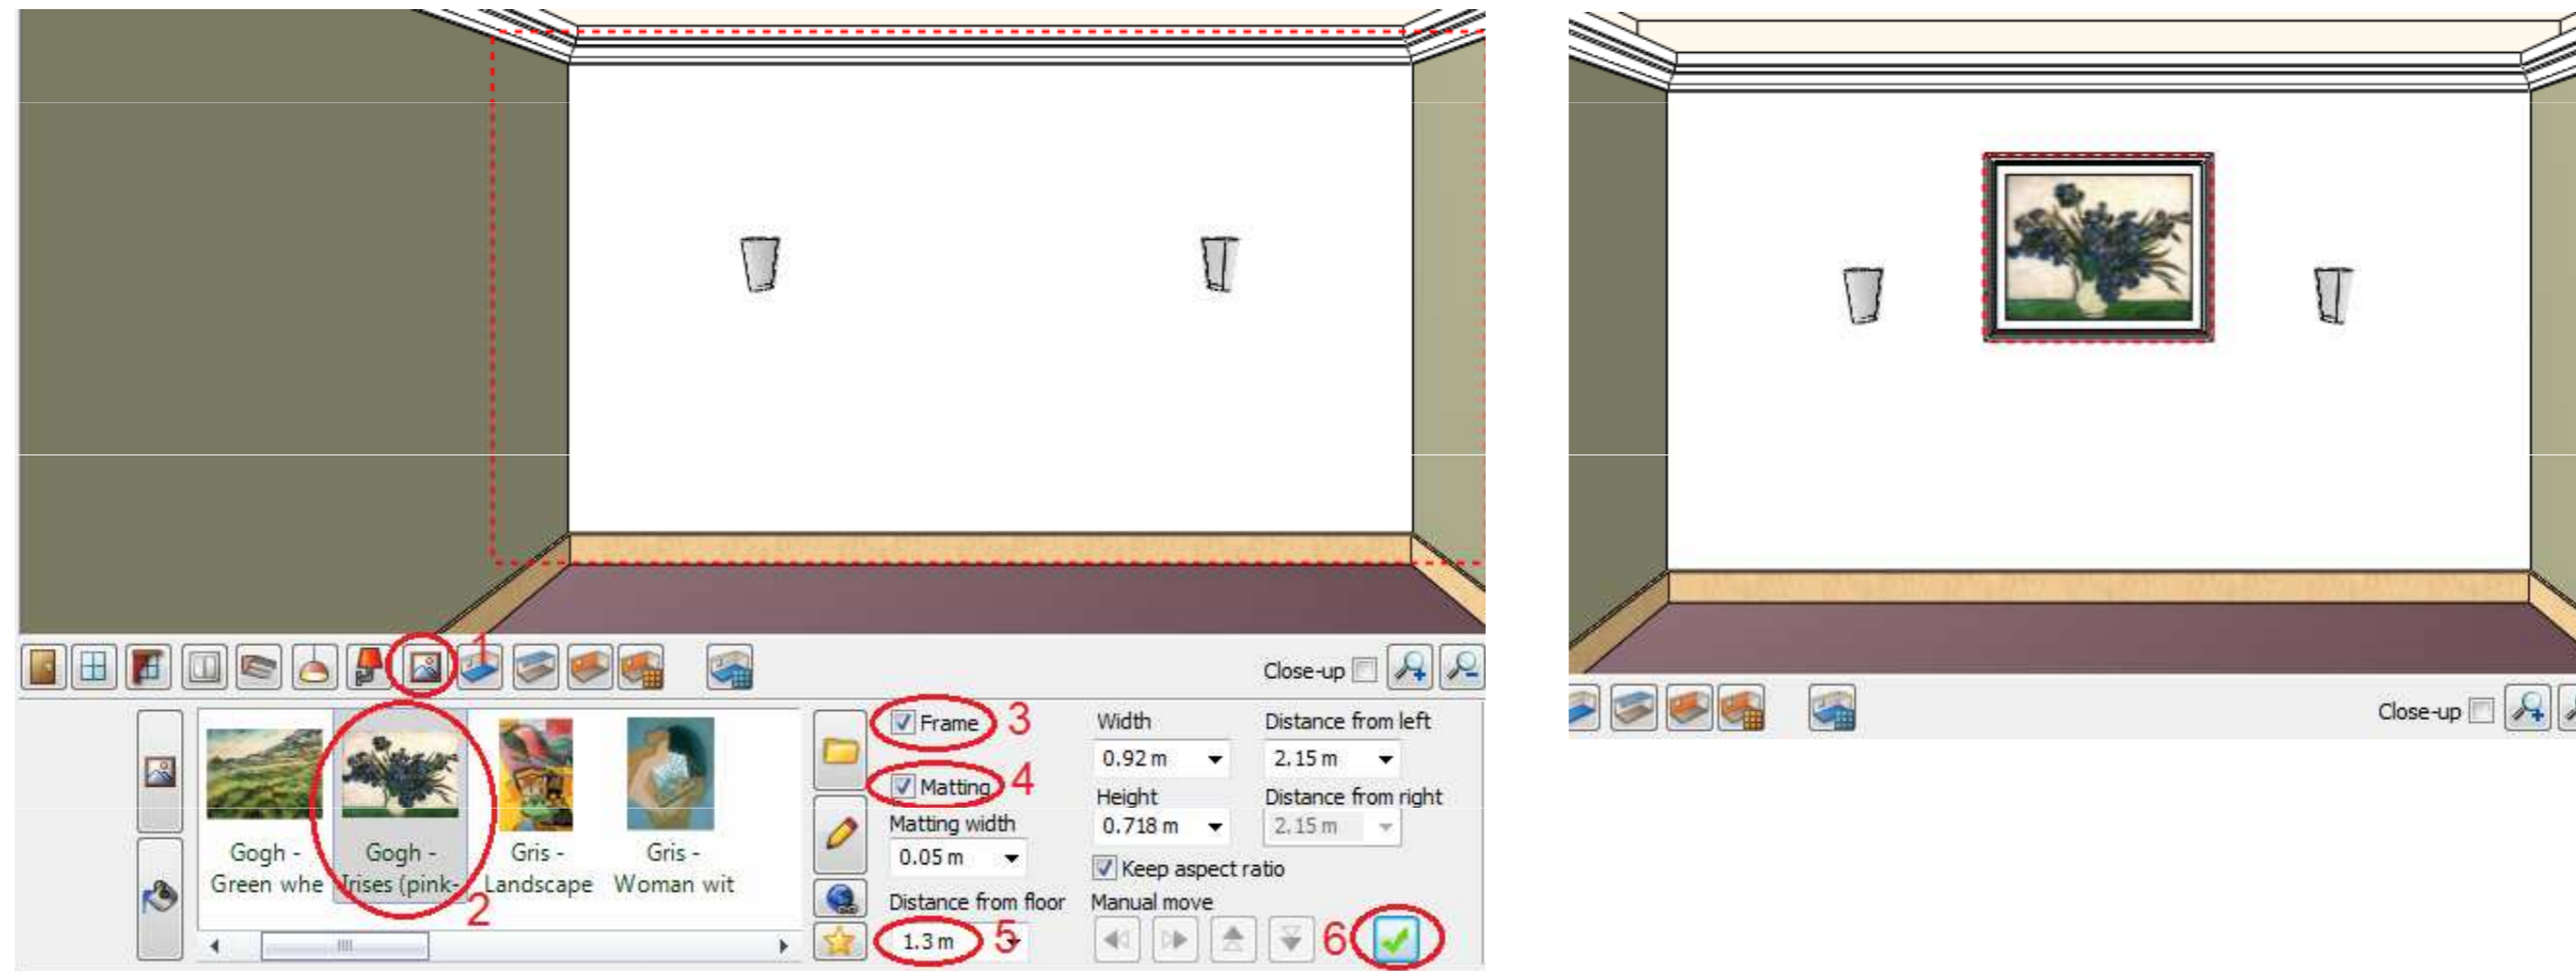 1
Close-up
Close-up
Frame 3
Matting 4
Matting width
0.05 m
Distance from floor
1.3 m 5
Width
0.92 m
Height
0.718 m
Keep aspect ratio
Manual move
6
Distance from left
2.15 m
Distance from right
2.15 m
Gogh -
Green whe
Gogh -
Irises (pink-
2
Gris -
Landscape
Gris -
Woman wit